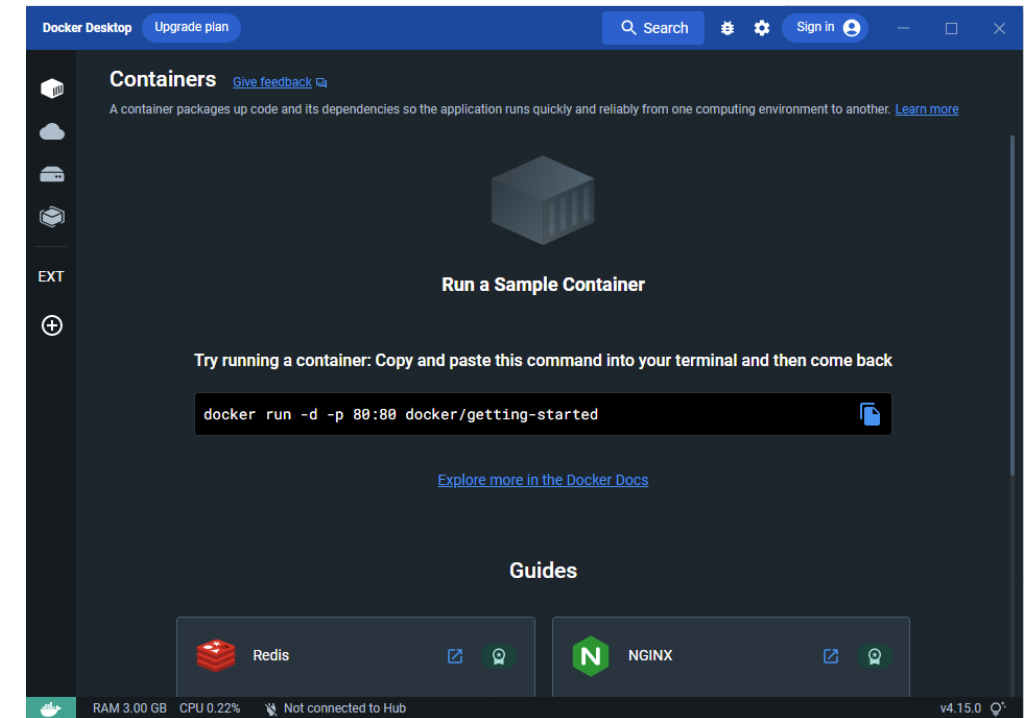 Docker Desktop Upgrade plan Search Sign in
Containers Give feedback
A container packages up code and its dependencies so the application runs quickly and reliably from one computing environment to another. Learn more
EXT
Run a Sample Container
Try running a container: Copy and paste this command into your terminal and then come back
docker run -d -p 80:80 docker/getting-started
Explore more in the Docker Docs
Guides
Redis
N NGINX
RAM 3.00 GB CPU 0.22% Not connected to Hub v4.15.0